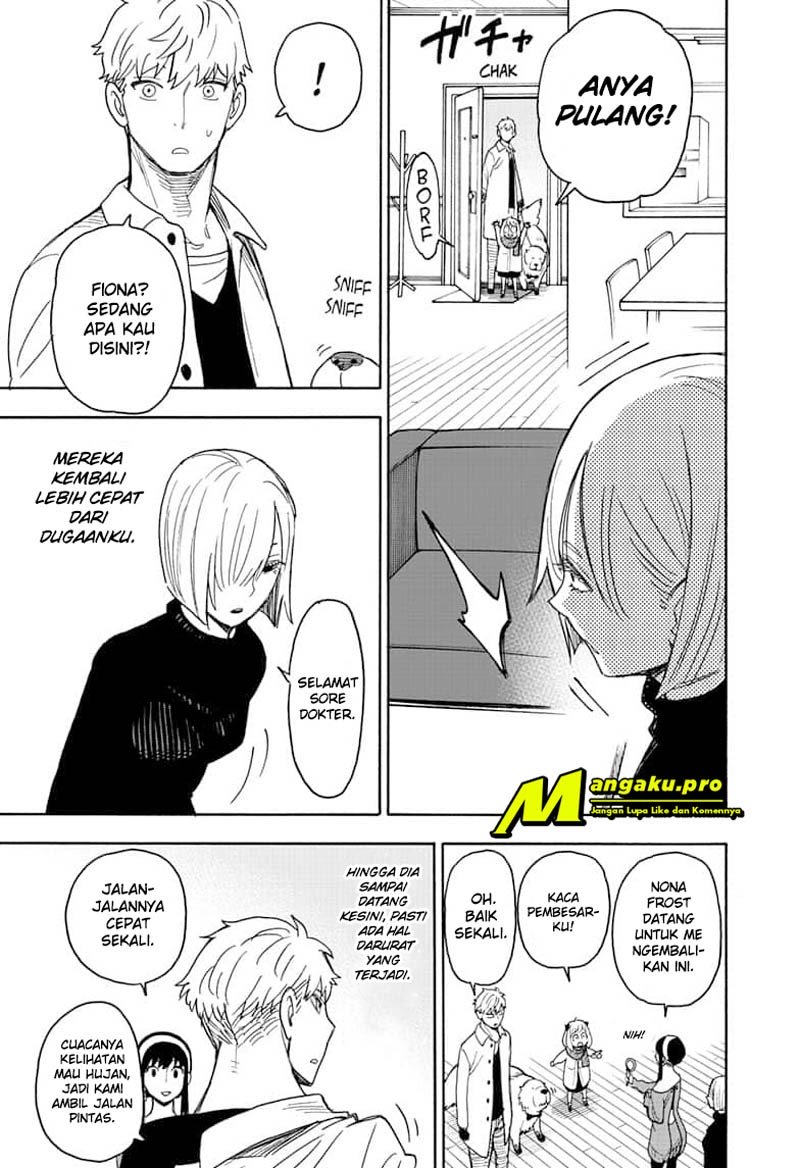 ガチャ
CHAK
ANYA
PULANG!
BORF
!
FIONA?
SEDANG
APA KAU
DISINI?!
SNIFF
SNIFF
MEREKA
KEMBALI
LEBIH CEPAT
DARI
DUGAANKU.
SELAMAT
SORE
DOKTER.
Mangaku.pro
Jangan Lupa Like dan Komennya
NONA
FROST
DATANG
UNTUK ME
NGEMBALI-
KAN INI.
NIH!
KACA
PEMBESAR-
KU!
OH.
BAIK
SEKALI.
HINGGA DIA
SAMPAI
DATANG
KESINI, PASTI
ADA HAL
DARURAT
YANG
TERJADI.
JALAN-
JALANNYA
CEPAT
SEKALI.
CUACANYA
KELIHATAN
MAU HUJAN,
JADI KAMI
AMBIL JALAN
PINTAS.